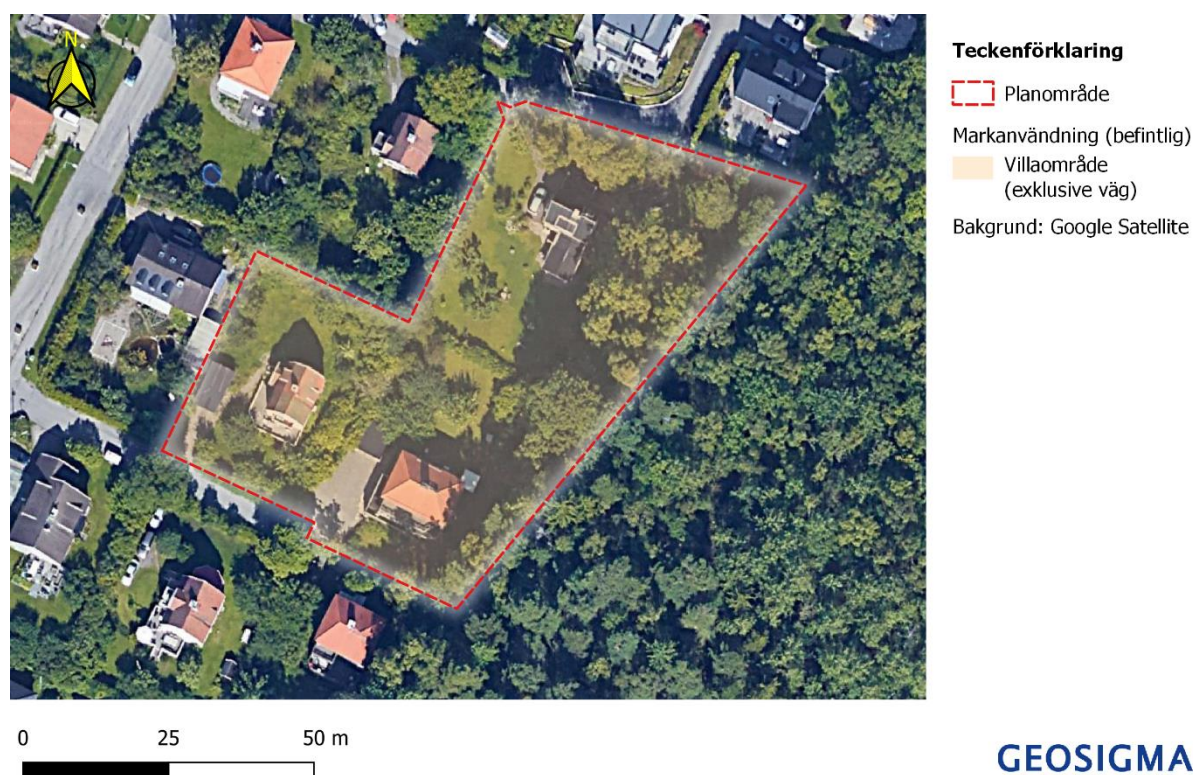 N
Teckenförklaring
Planområde
Markanvändning (befintlig)
Villaområde
(exklusive väg)
Bakgrund: Google Satellite
0 25 50 m
GEOSIGMA